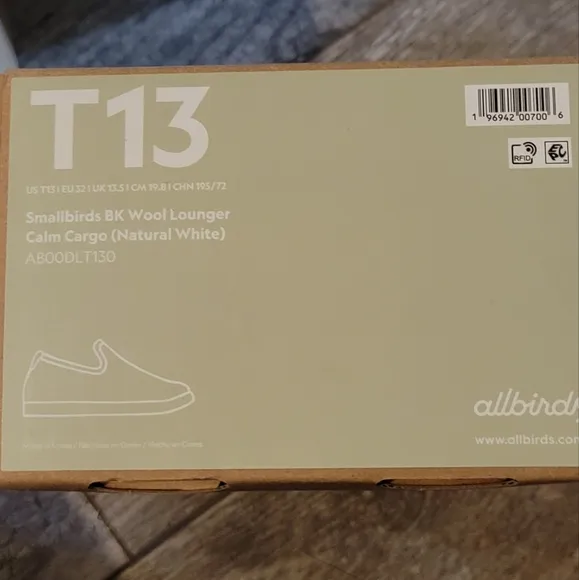 T13
US T13 | EU 32 | UK 13.5 | CM 19.8 | CHN 195/72
Smallbirds BK Wool Lounger
Calm Cargo (Natural White)
A800DLT130
1 96942 00700 6
RFID
allbirds
www.allbirds.com